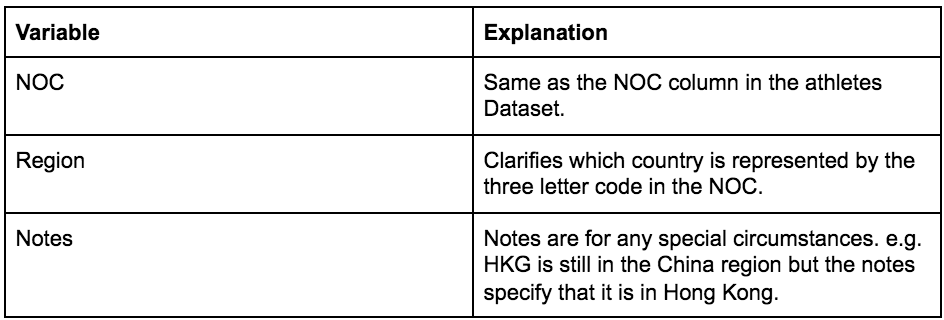 Variable
Explanation
NOC
Same as the NOC column in the athletes
Dataset.
Region
Clarifies which country is represented by the
three letter code in the NOC.
Notes
Notes are for any special circumstances. e.g.
HKG is still in the China region but the notes
specify that it is in Hong Kong.